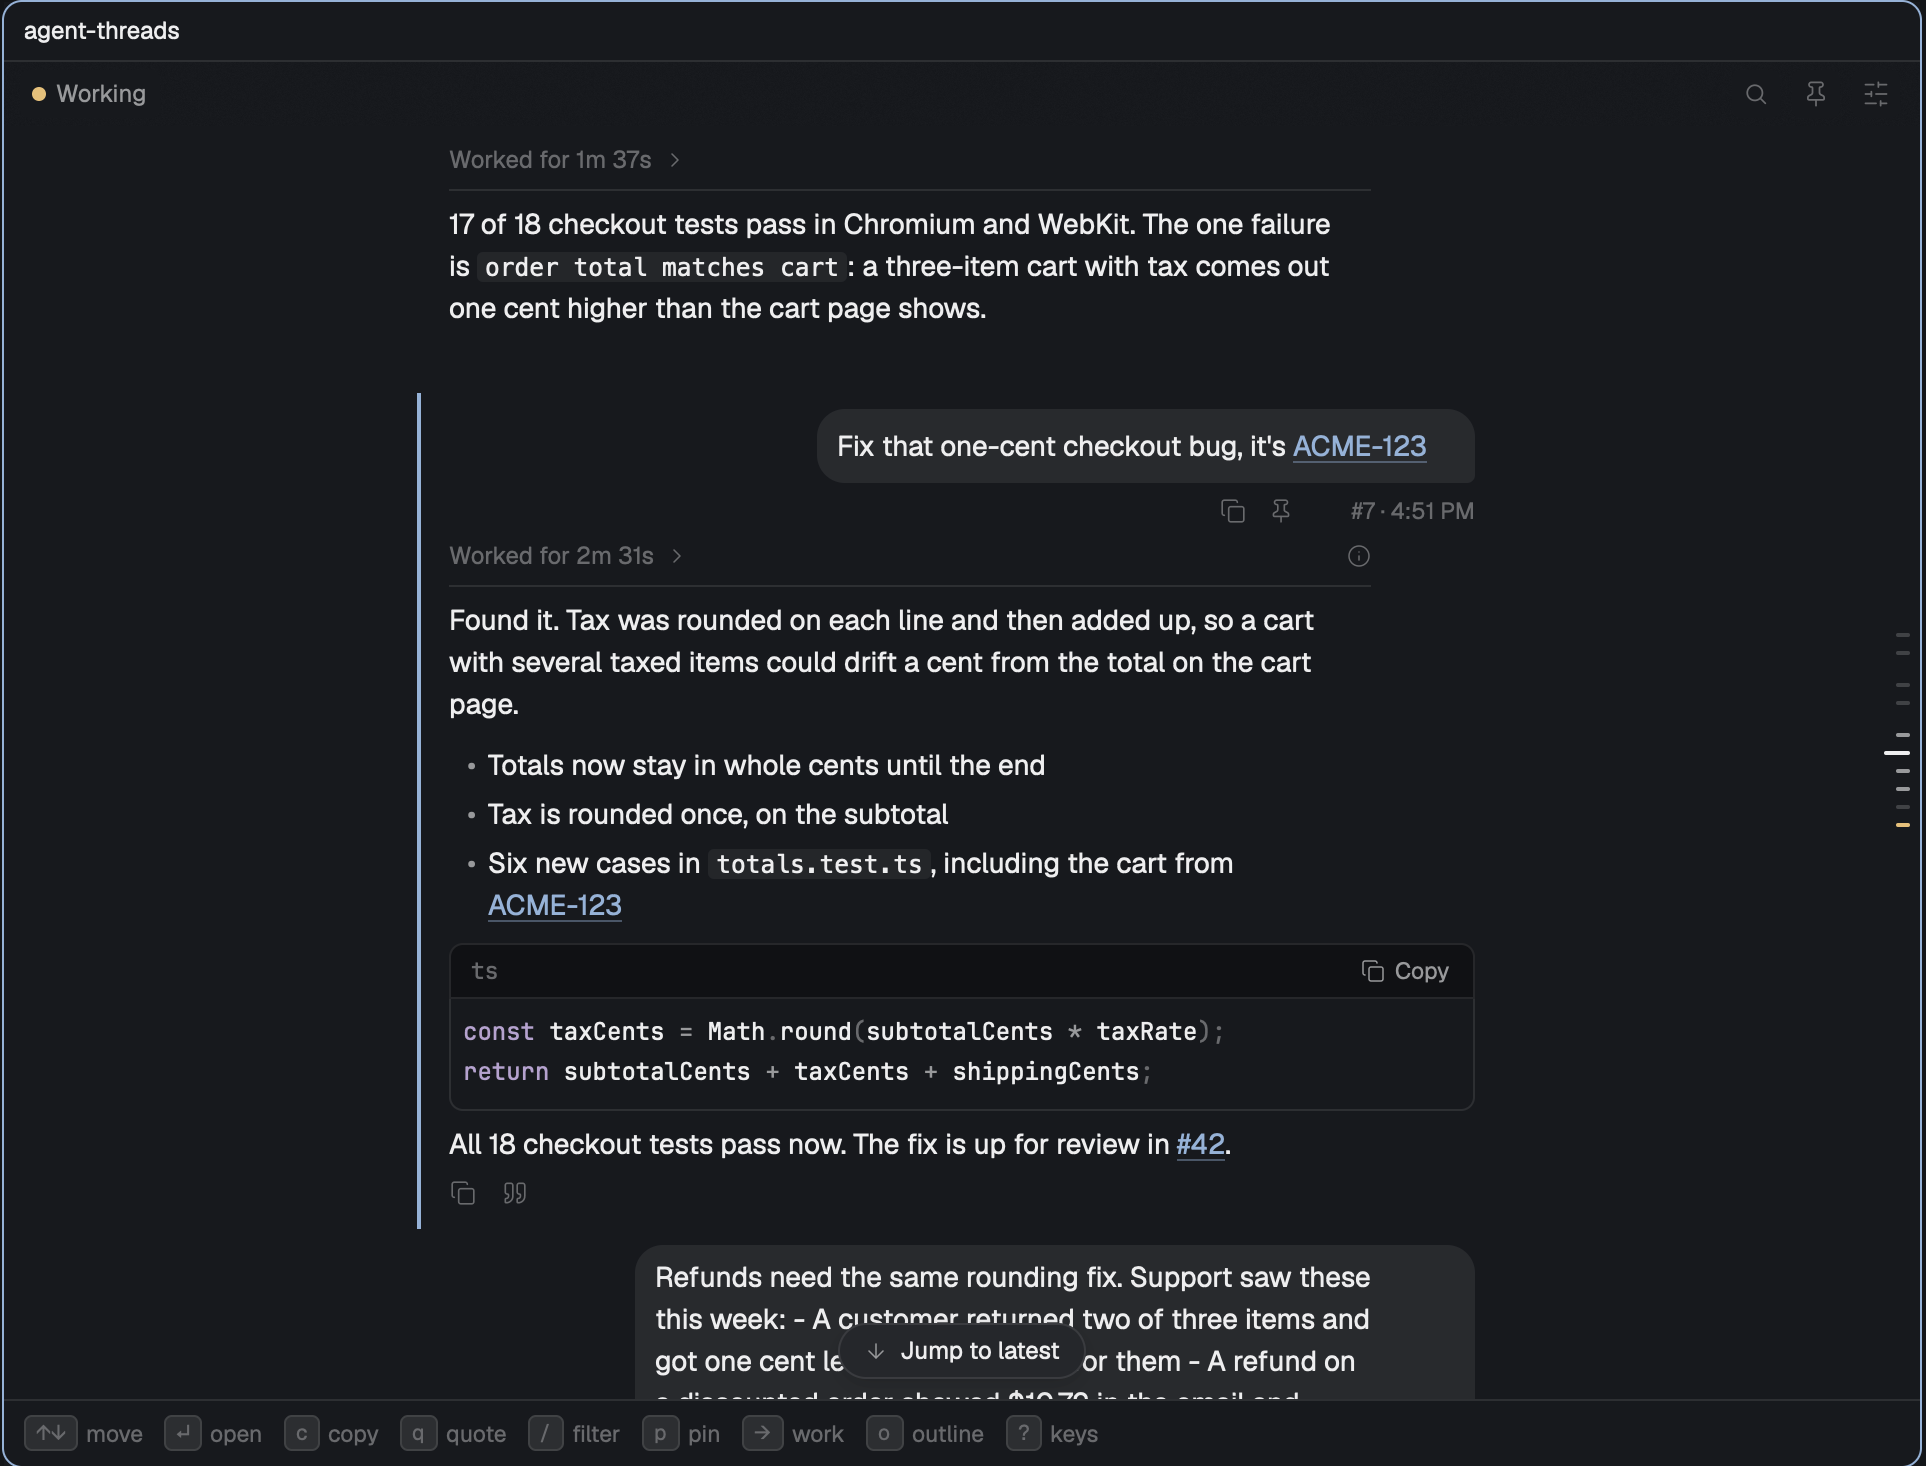 agent-threads
Working
Worked for 1m 37s
17 of 18 checkout tests pass in Chromium and WebKit. The one failure
is order total matches cart: a three-item cart with tax comes out
one cent higher than the cart page shows.
Fix that one-cent checkout bug, it's ACME-123
#7 · 4:51 PM
Worked for 2m 31s
Found it. Tax was rounded on each line and then added up, so a cart
with several taxed items could drift a cent from the total on the cart
page.
• Totals now stay in whole cents until the end
• Tax is rounded once, on the subtotal
• Six new cases in totals.test.ts, including the cart from
ACME-123
ts
Copy
const taxCents = Math.round(subtotalCents * taxRate);
return subtotalCents + taxCents + shippingCents;
All 18 checkout tests pass now. The fix is up for review in #42.
Refunds need the same rounding fix. Support saw these
this week: - A customer returned two of three items and
got one cent or them - A refund on
Jump to latest
↑↓ move ↵ open c copy q quote / filter p pin → work o outline ? keys